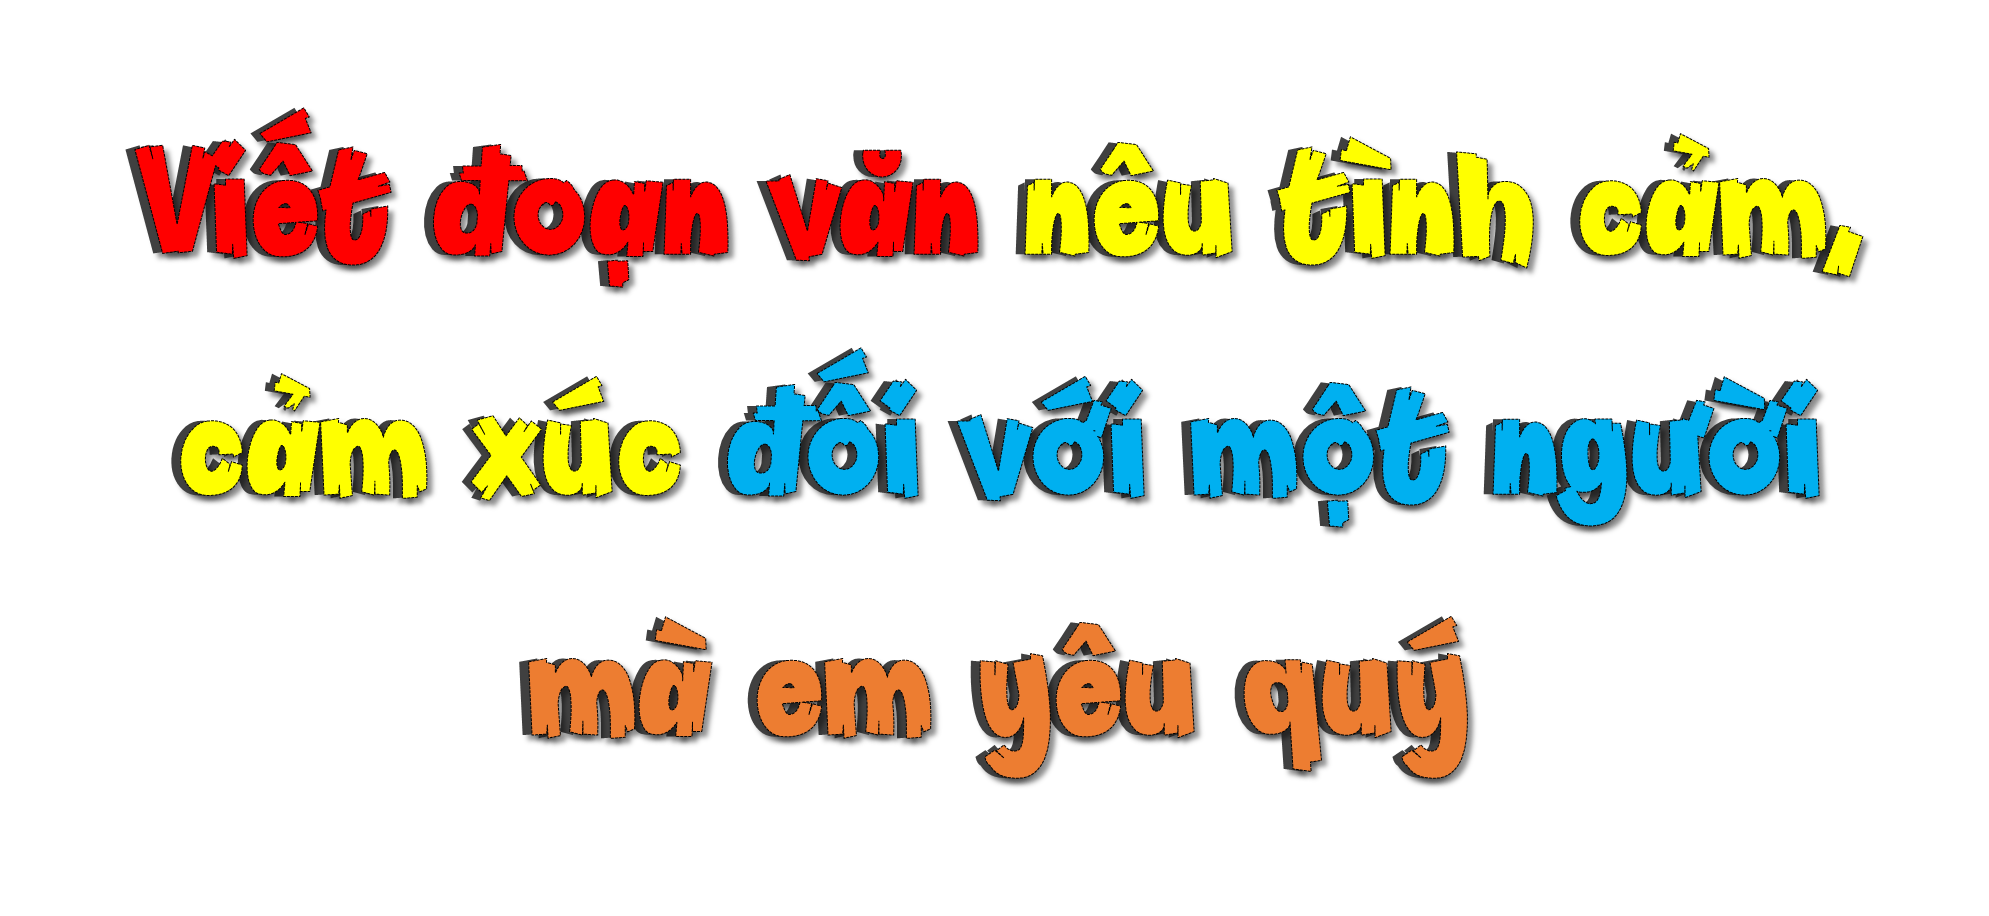 Viết đoạn văn nêu tình cảm,
cảm xúc đối với một người
mà em yêu quý